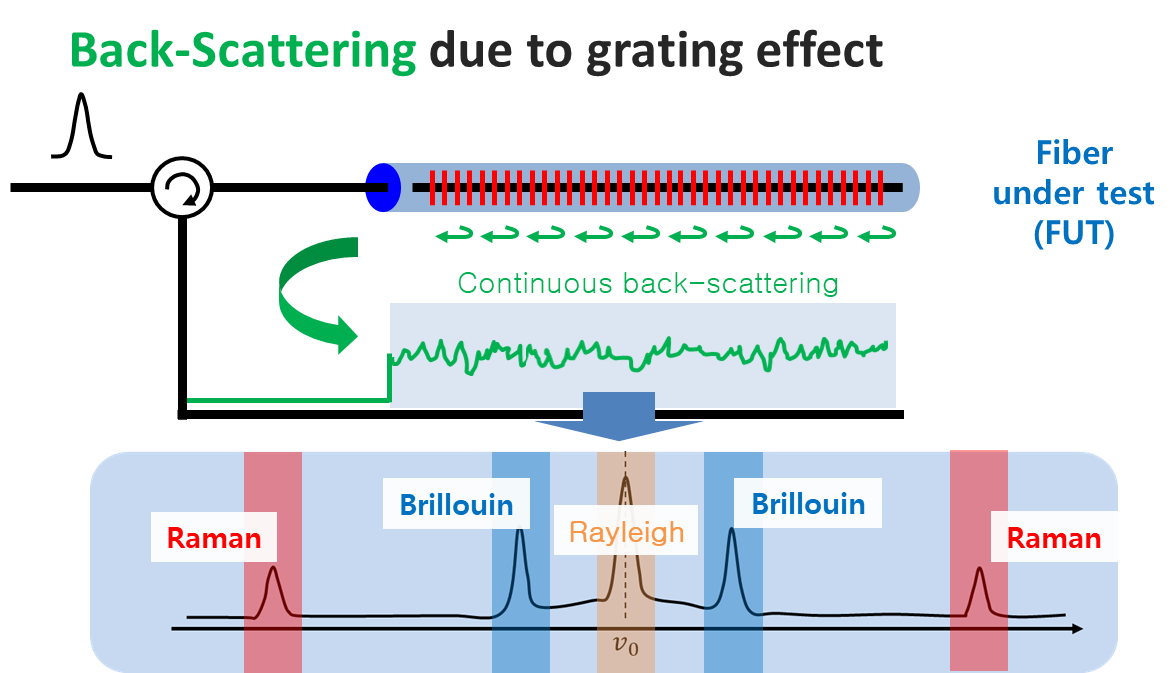 Back-Scattering due to grating effect
Fiber
under test
(FUT)
Continuous back-scattering
Brillouin
Brillouin
Rayleigh
Raman
Raman
ν₀